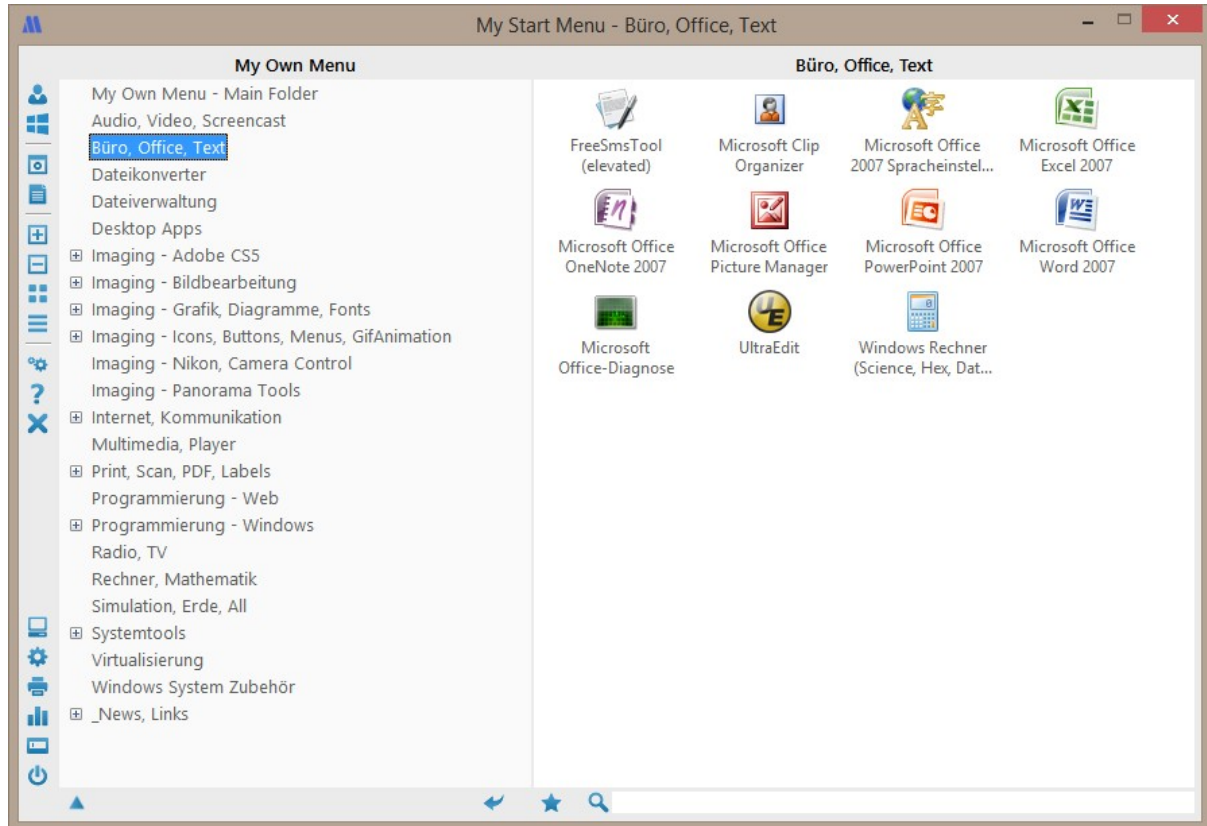 My Start Menu - Büro, Office, Text
My Own Menu
My Own Menu - Main Folder
Audio, Video, Screencast
Büro, Office, Text
Dateikonverter
Dateiverwaltung
Desktop Apps
Imaging - Adobe CS5
Imaging - Bildbearbeitung
Imaging - Grafik, Diagramme, Fonts
Imaging - Icons, Buttons, Menus, GifAnimation
Imaging - Nikon, Camera Control
Imaging - Panorama Tools
Internet, Kommunikation
Multimedia, Player
Print, Scan, PDF, Labels
Programmierung - Web
Programmierung - Windows
Radio, TV
Rechner, Mathematik
Simulation, Erde, All
Systemtools
Virtualisierung
Windows System Zubehör
_News, Links
Büro, Office, Text
FreeSmsTool
(elevated)
Microsoft Clip
Organizer
Microsoft Office
2007 Spracheinstel...
Microsoft Office
Excel 2007
Microsoft Office
OneNote 2007
Microsoft Office
Picture Manager
Microsoft Office
PowerPoint 2007
Microsoft Office
Word 2007
Microsoft
Office-Diagnose
UltraEdit
Windows Rechner
(Science, Hex, Dat...